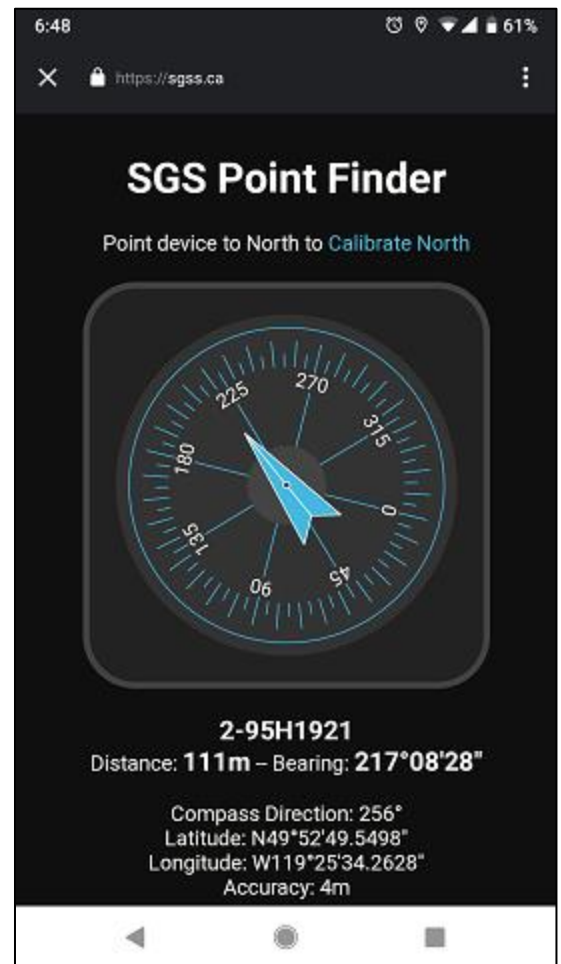 6:48
61%
https://sgss.ca
SGS Point Finder
Point device to North to Calibrate North
270
225
315
180
0
135
45
90
2-95H1921
Distance: 111m – Bearing: 217°08'28"
Compass Direction: 256°
Latitude: N49°52'49.5498"
Longitude: W119°25'34.2628"
Accuracy: 4m